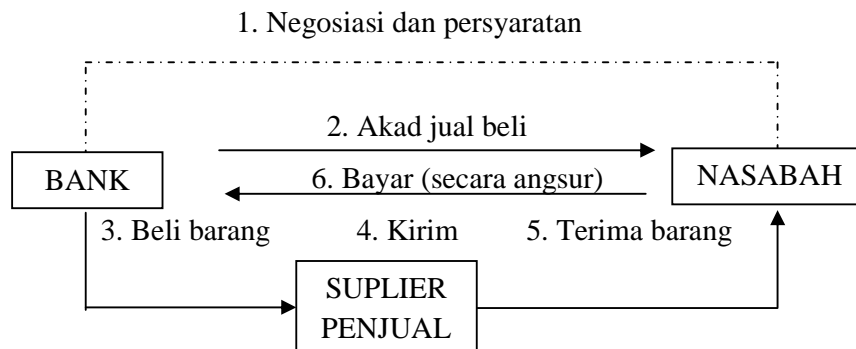 1. Negosiasi dan persyaratan
2. Akad jual beli
BANK
6. Bayar (secara angsur)
NASABAH
3. Beli barang
4. Kirim
5. Terima barang
SUPLIER
PENJUAL